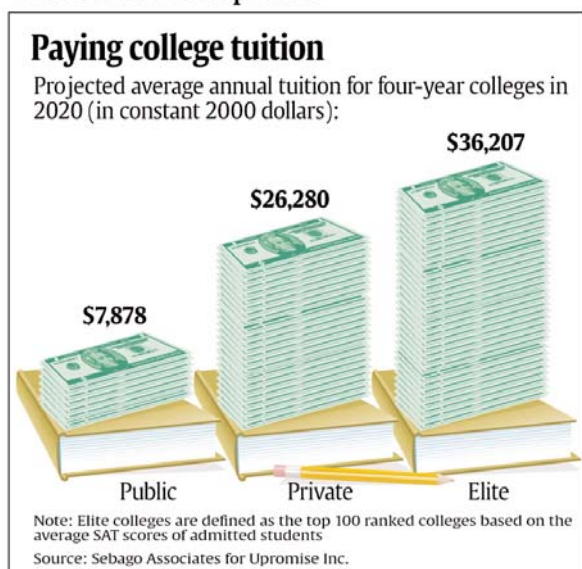 Paying college tuition
Projected average annual tuition for four-year colleges in
2020 (in constant 2000 dollars):
$36,207
$26,280
$7,878
Public Private Elite
Note: Elite colleges are defined as the top 100 ranked colleges based on the
average SAT scores of admitted students
Source: Sebago Associates for Upromise Inc.